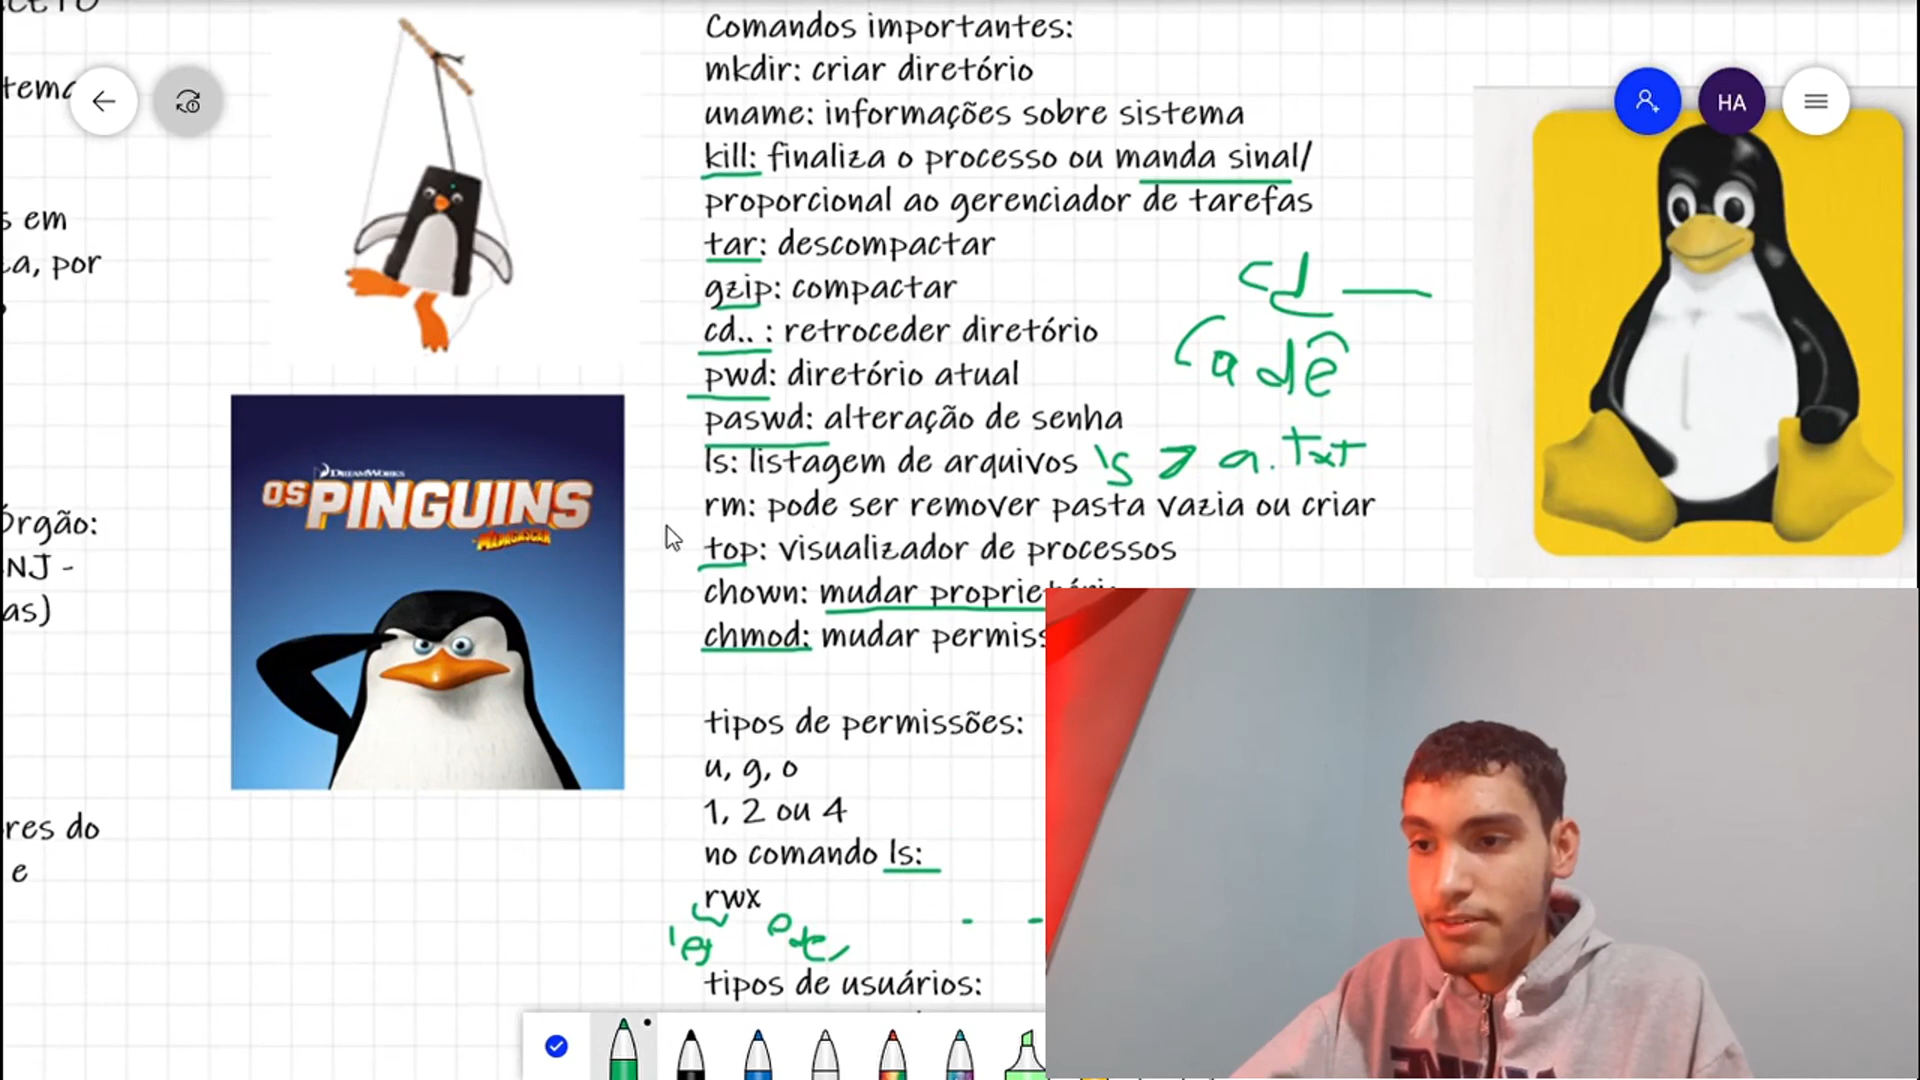 tema
s em
ca, por
Órgão:
NJ -
as)
res do
e
DREAMWORKS
OS PINGUINS
MADAGASCAR
Comandos importantes:
mkdir: criar diretório
uname: informações sobre sistema
kill: finaliza o processo ou manda sinal/
proporcional ao gerenciador de tarefas
tar: descompactar
gzip: compactar
cd.. : retroceder diretório
pwd: diretório atual
paswd: alteração de senha
ls: listagem de arquivos ls > a.txt
rm: pode ser remover pasta vazia ou criar
top: visualizador de processos
chown: mudar proprietário
chmod: mudar permiss
tipos de permissões:
u, g, o
1, 2 ou 4
no comando ls:
rwx
tipos de usuários:
cd
cadê
HA